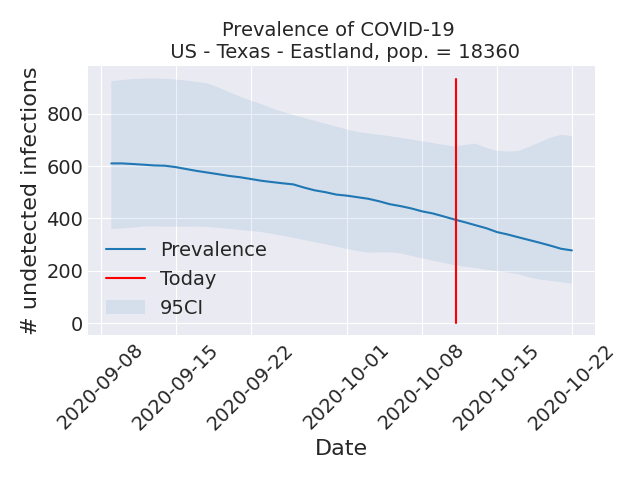 Prevalence of COVID-19
US - Texas - Eastland, pop. = 18360
# undetected infections
800
600
400
200
0
Prevalence
Today
95CI
2020-09-08
2020-09-15
2020-09-22
2020-10-01
2020-10-08
2020-10-15
2020-10-22
Date